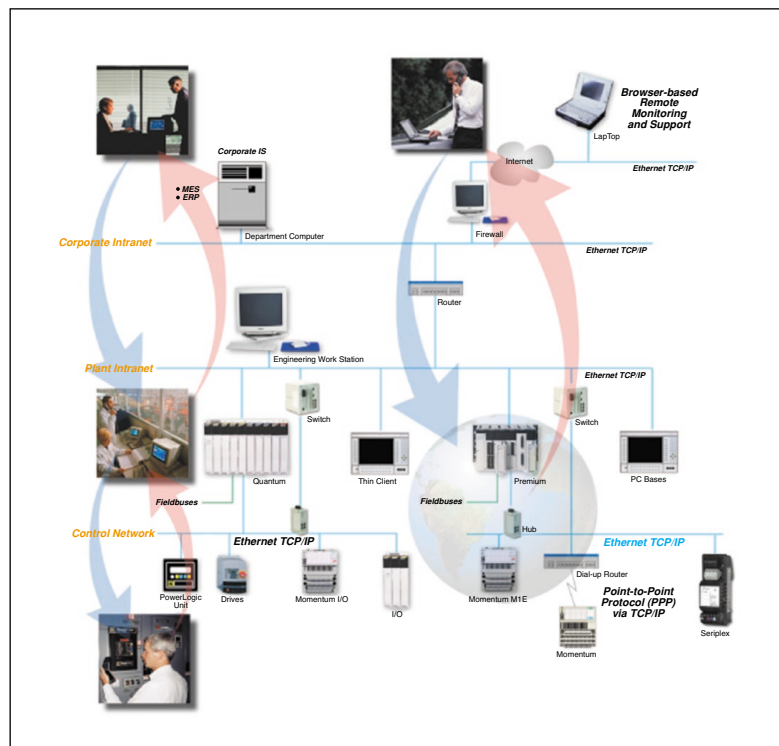 Browser-based
Remote
Monitoring
and Support
LapTop
Internet
Ethernet TCP/IP
Corporate IS
• MES
• ERP
Department Computer
Firewall
Corporate Intranet
Ethernet TCP/IP
Router
Engineering Work Station
Plant Intranet
Ethernet TCP/IP
Switch
Switch
Quantum
Thin Client
Premium
PC Bases
Fieldbuses
Fieldbuses
Control Network
Ethernet TCP/IP
Hub
Ethernet TCP/IP
PowerLogic
Unit
Drives
Momentum I/O
I/O
Momentum M1E
Dial-up Router
Point-to-Point
Protocol (PPP)
via TCP/IP
Momentum
Seriplex